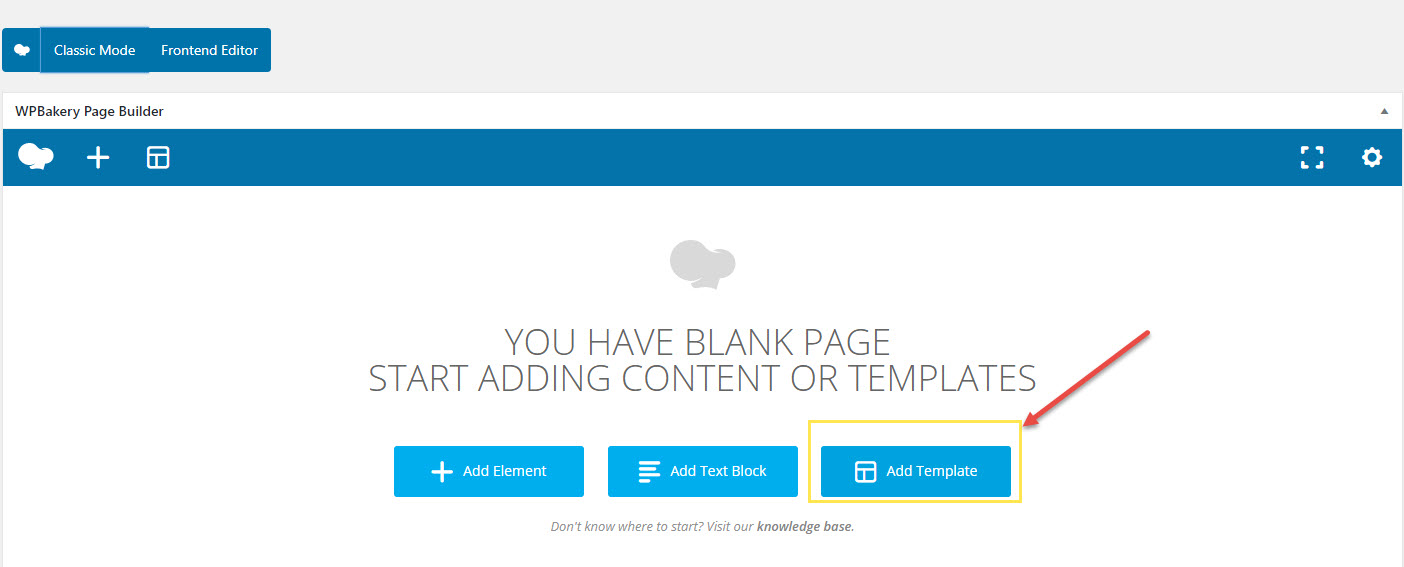 Classic Mode Frontend Editor
WPBakery Page Builder
YOU HAVE BLANK PAGE
START ADDING CONTENT OR TEMPLATES
Add Element Add Text Block Add Template
Don't know where to start? Visit our knowledge base.